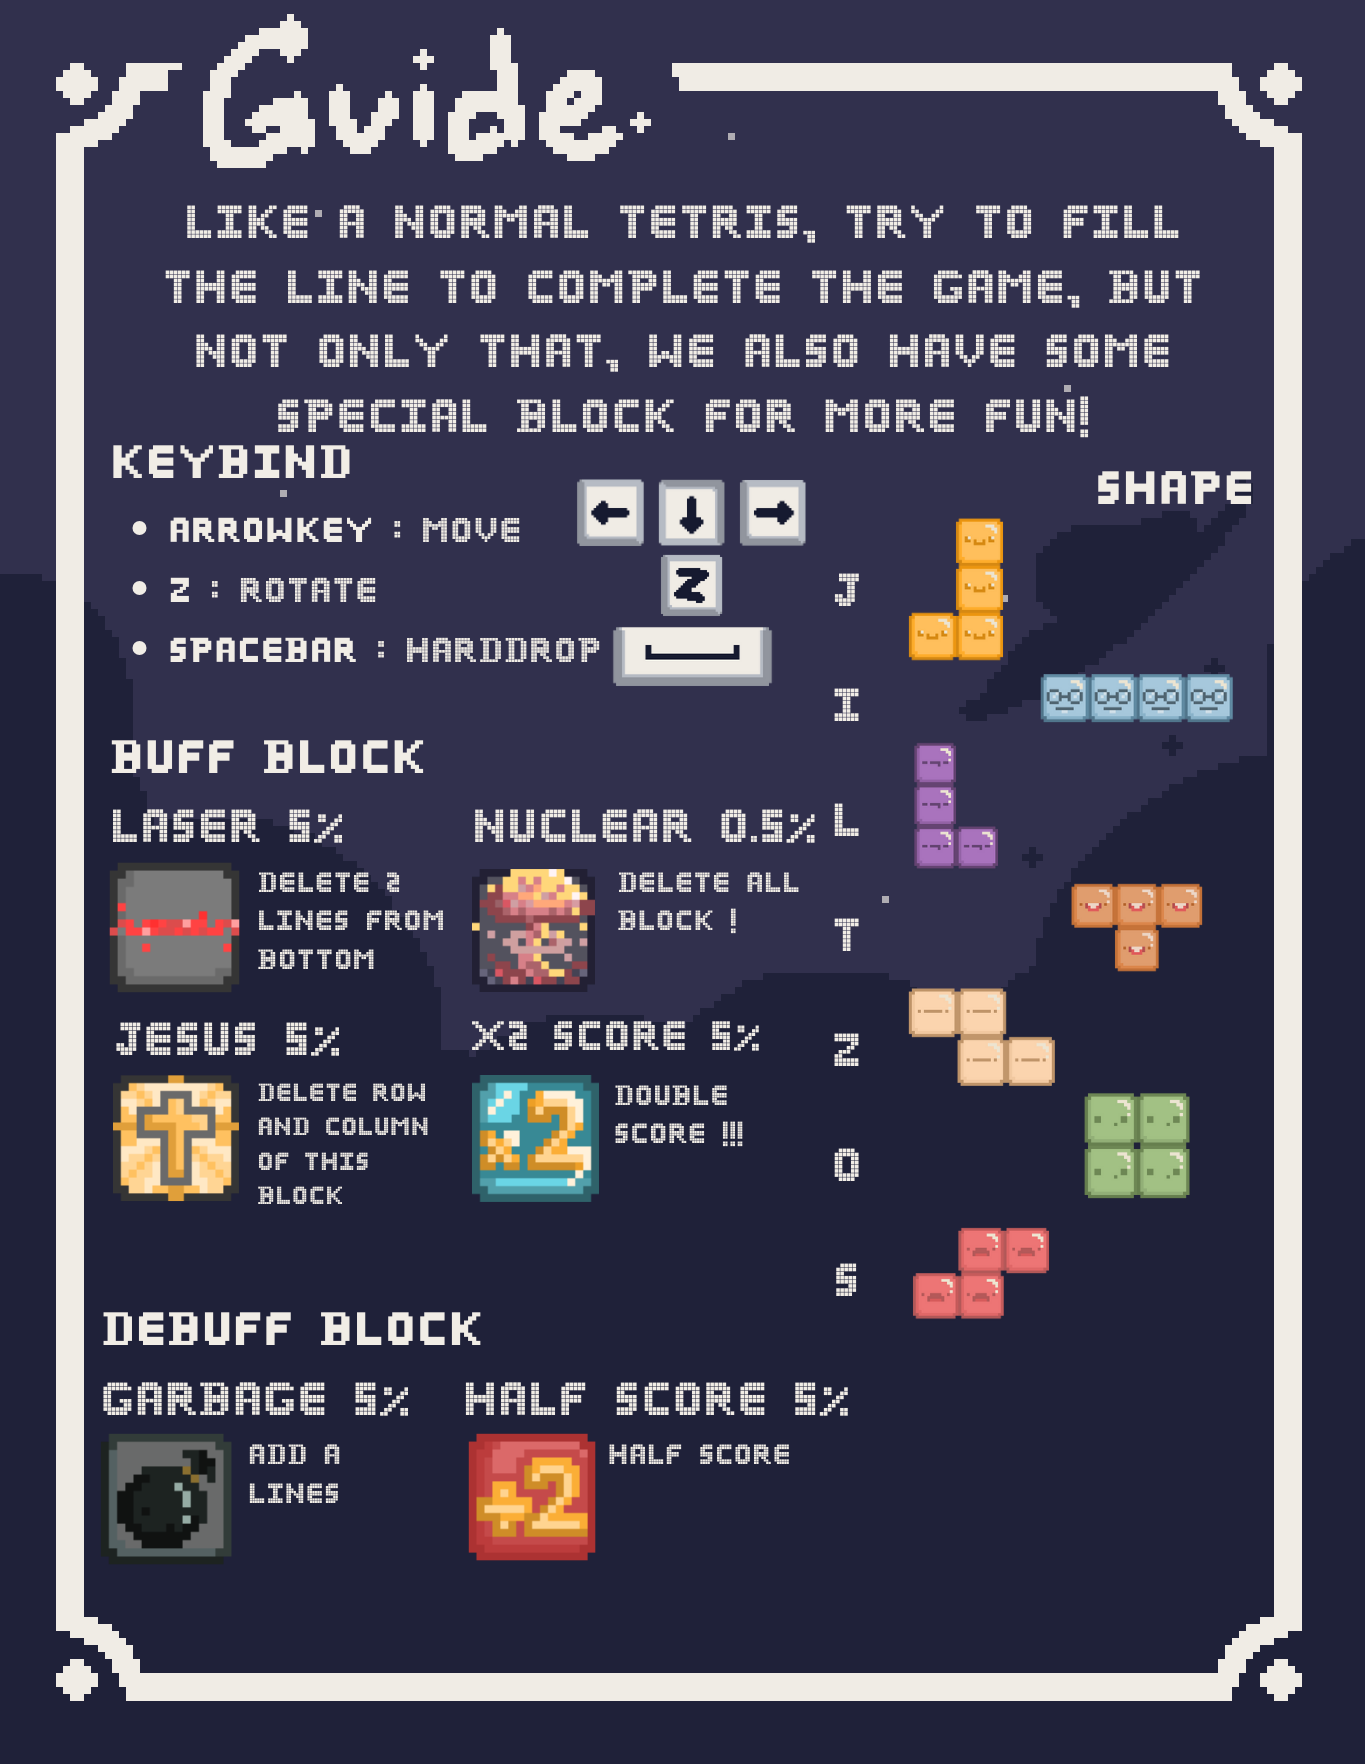 Guide
LIKE A NORMAL TETRIS, TRY TO FILL
THE LINE TO COMPLETE THE GAME, BUT
NOT ONLY THAT, WE ALSO HAVE SOME
SPECIAL BLOCK FOR MORE FUN!
KEYBIND
• ARROWKEY : MOVE
• Z : ROTATE
Z
• SPACEBAR : HARDDROP
BUFF BLOCK
LASER 5%
DELETE 2
LINES FROM
BOTTOM
NUCLEAR 0.5%
DELETE ALL
BLOCK !
JESUS 5%
DELETE ROW
AND COLUMN
OF THIS
BLOCK
X2 SCORE 5%
×2
DOUBLE
SCORE !!!
DEBUFF BLOCK
GARBAGE 5%
ADD A
LINES
HALF SCORE 5%
÷2
HALF SCORE
SHAPE
J
I
L
T
Z
O
S